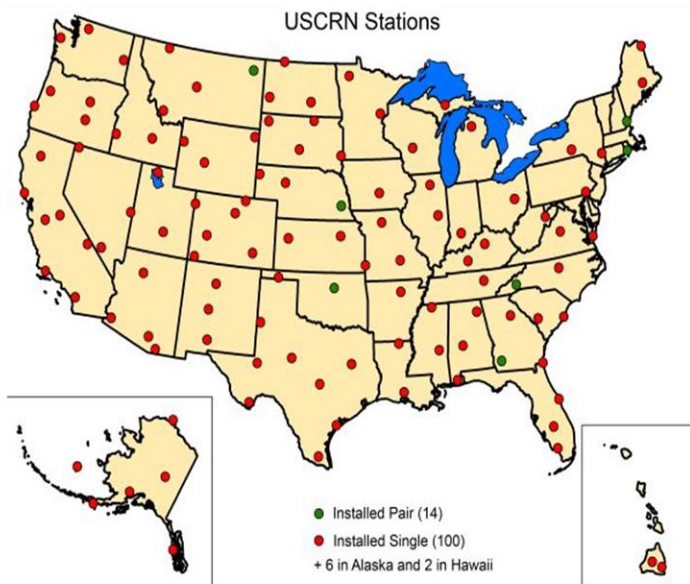 USCRN Stations
Installed Pair (14)
Installed Single (100)
+ 6 in Alaska and 2 in Hawaii